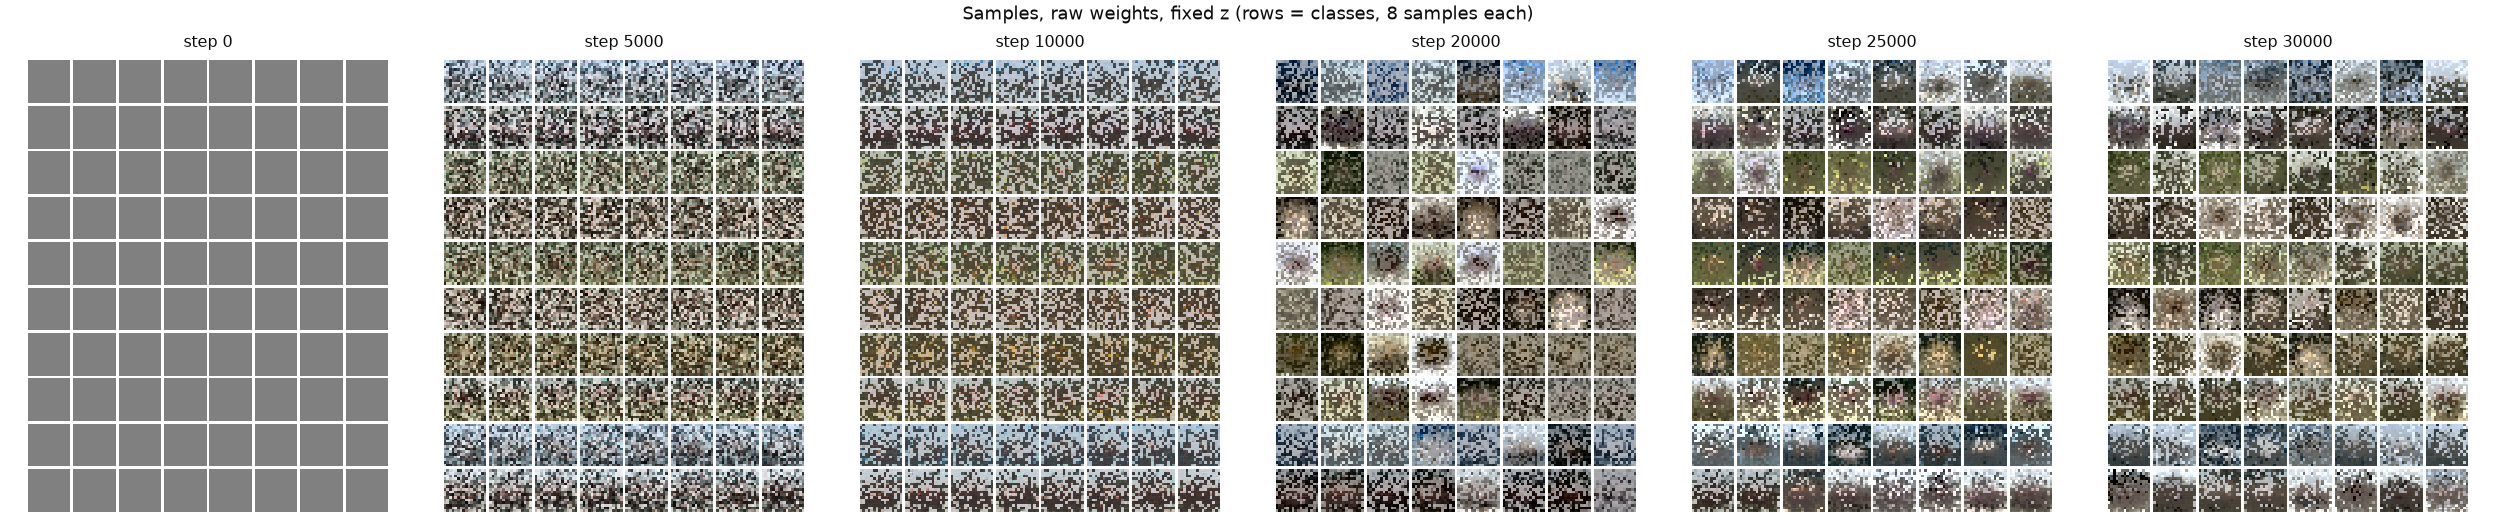 Samples, raw weights, fixed z (rows = classes, 8 samples each)
step 0
step 5000
step 10000
step 20000
step 25000
step 30000